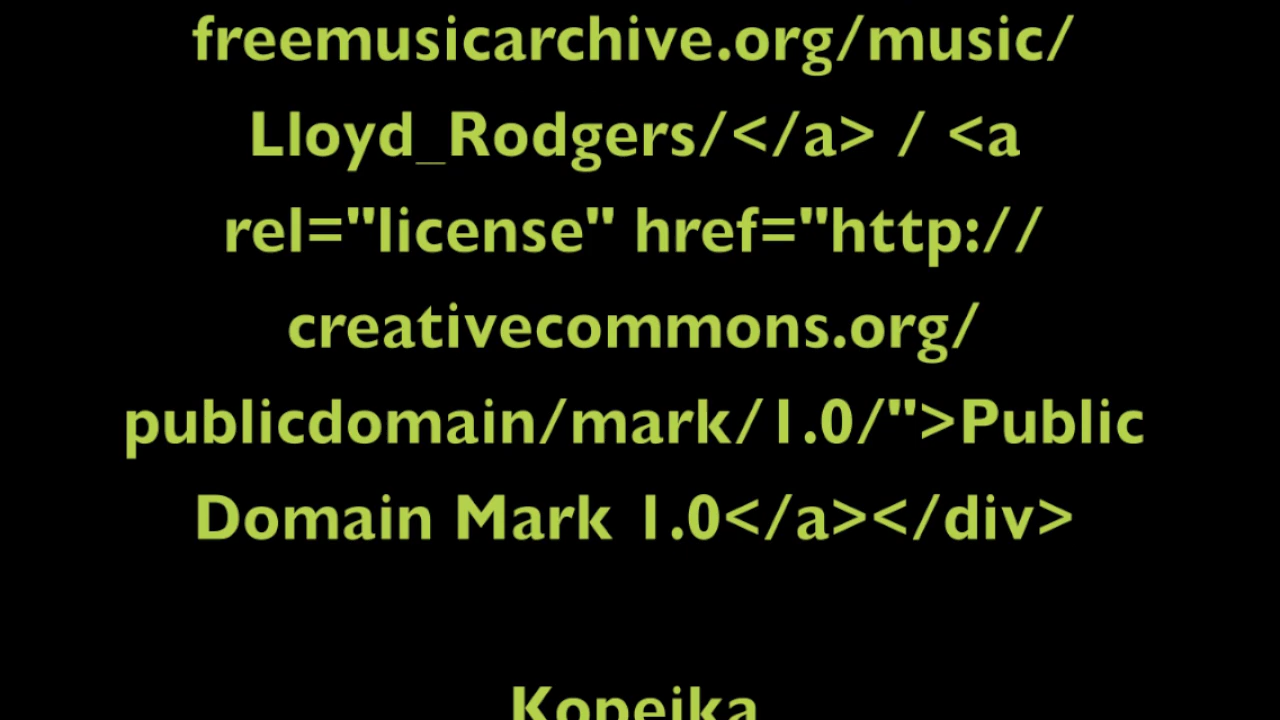 freemusicarchive.org/music/
Lloyd_Rodgers/</a> / <a
rel="license" href="http://
creativecommons.org/
publicdomain/mark/1.0/">Public
Domain Mark 1.0</a></div>
Kopeika